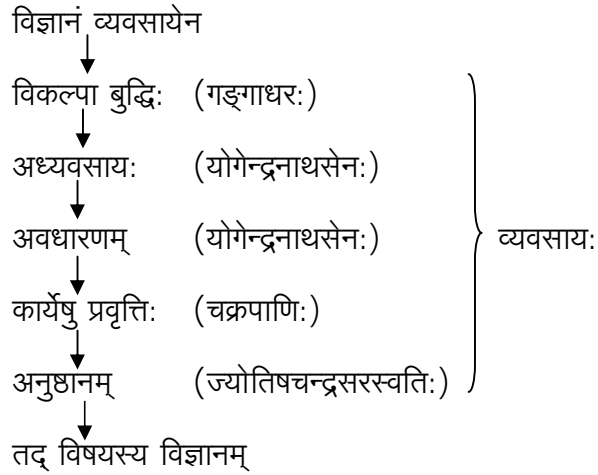 विज्ञानं व्यवसायेन
विकल्पा बुद्धि: (गङ्गाधर:)
अध्यवसाय: (योगेन्द्रनाथसेन:)
अवधारणम् (योगेन्द्रनाथसेन:)
व्यवसाय:
कार्येषु प्रवृत्ति: (चक्रपाणि:)
अनुष्ठानम् (ज्योतिषचन्द्रसरस्वति:)
तद् विषयस्य विज्ञानम्